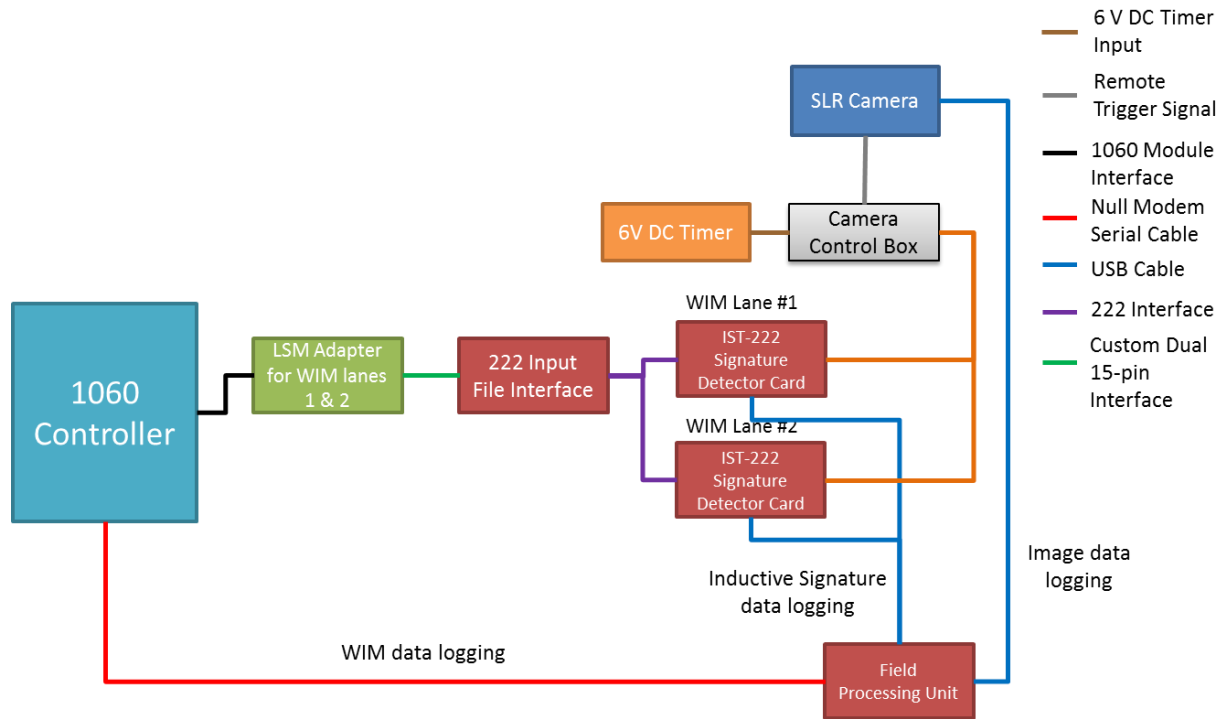 6 V DC Timer
Input
SLR Camera
Remote
Trigger Signal
1060 Module
Interface
6V DC Timer
Camera
Control Box
Null Modem
Serial Cable
USB Cable
WIM Lane #1
222 Interface
1060
Controller
LSM Adapter
for WIM lanes
1 & 2
222 Input
File Interface
IST-222
Signature
Detector Card
Custom Dual
15-pin
Interface
WIM Lane #2
IST-222
Signature
Detector Card
Inductive Signature
data logging
Image data
logging
WIM data logging
Field
Processing Unit